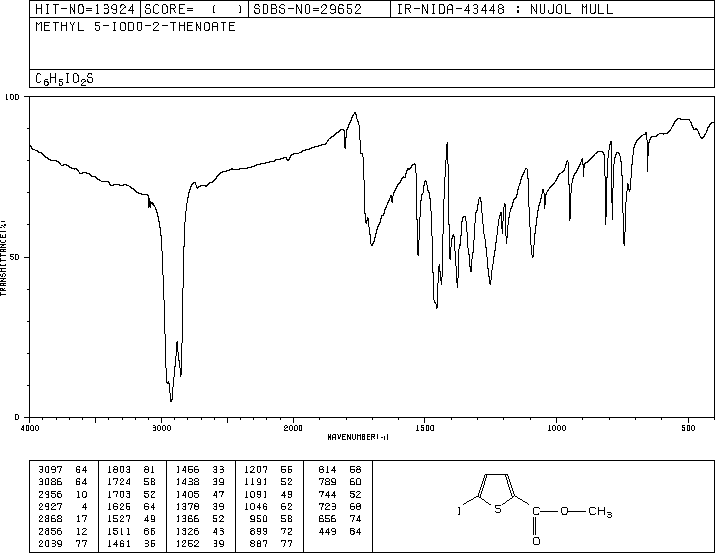 HIT-NO=13924 SCORE= ( ) SDBS-NO=29652 IR-NIDA-43448 : NUJOL MULL
METHYL 5-IODO-2-THENOATE
C6H5IO2S
100
50
0
TRANSMITTANCE(%)
4000 3000 2000 1500 1000 500
WAVENUMBER(-1)
3097 64 1803 81 1456 33 1207 55 814 58
3086 64 1724 58 1438 39 1191 52 789 60
2956 10 1703 52 1405 47 1091 49 744 52
2927 4 1626 64 1378 39 1046 62 723 68
2868 17 1527 49 1366 52 950 58 656 74
2856 12 1511 66 1326 43 899 72 449 84
2039 77 1461 35 1252 39 887 77
I S C O CH3
O